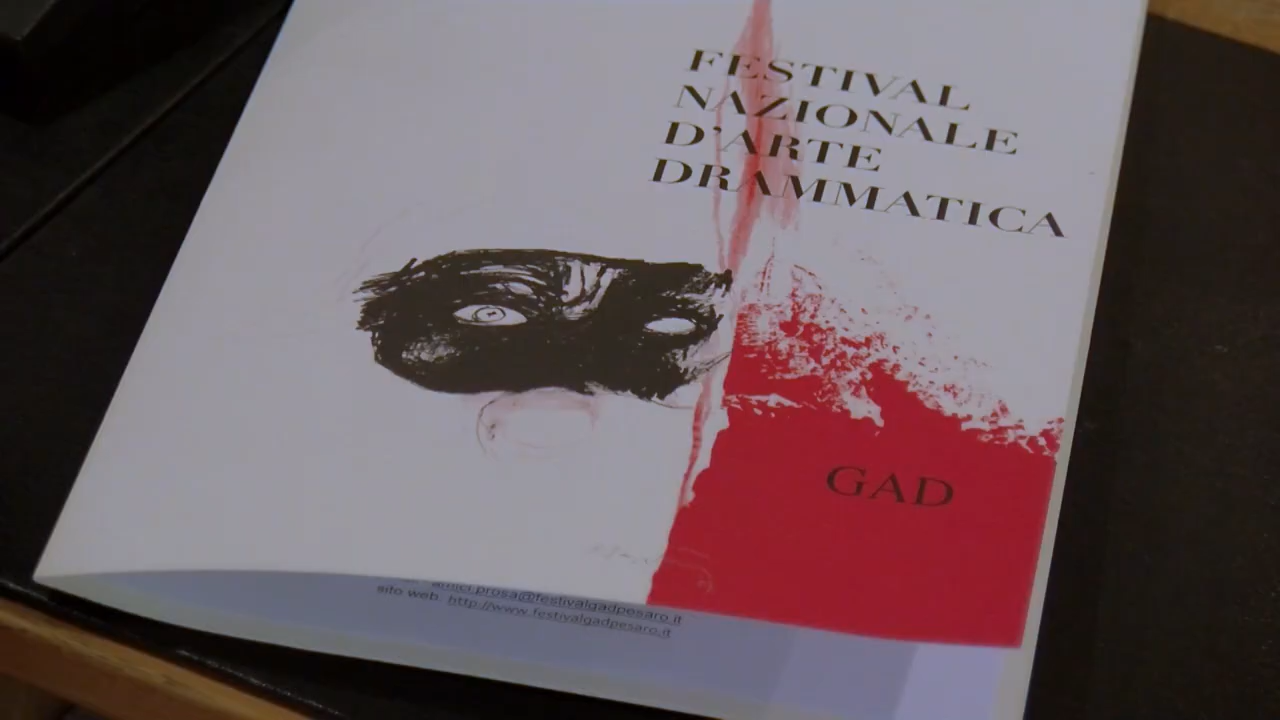 FESTIVAL
NAZIONALE
D'ARTE
DRAMMATICA
GAD
amici.prosa@festivalgadpesaro.it
sito web http://www.festivalgadpesaro.it